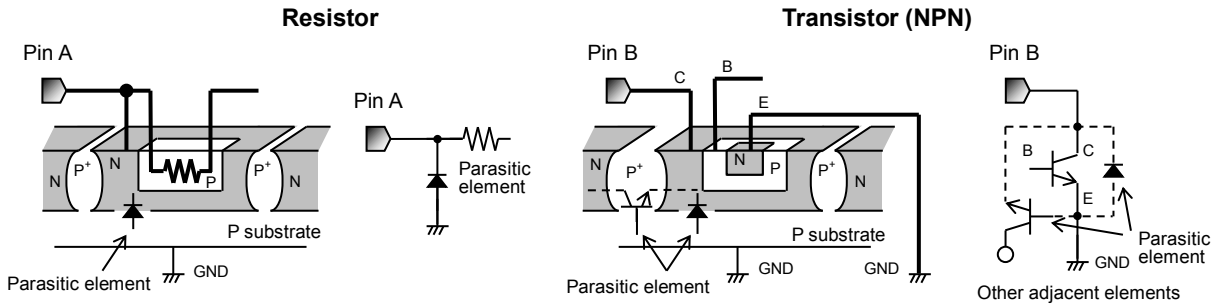 Resistor
Transistor (NPN)
Pin A
Pin A
N
P+
N
P
P+
N
Parasitic element
P substrate
GND
Parasitic
element
Pin B
C
B
E
N
P+
N
N
P
P+
N
P substrate
GND
GND
Parasitic element
Pin B
B
C
E
Parasitic
element
GND
Other adjacent elements